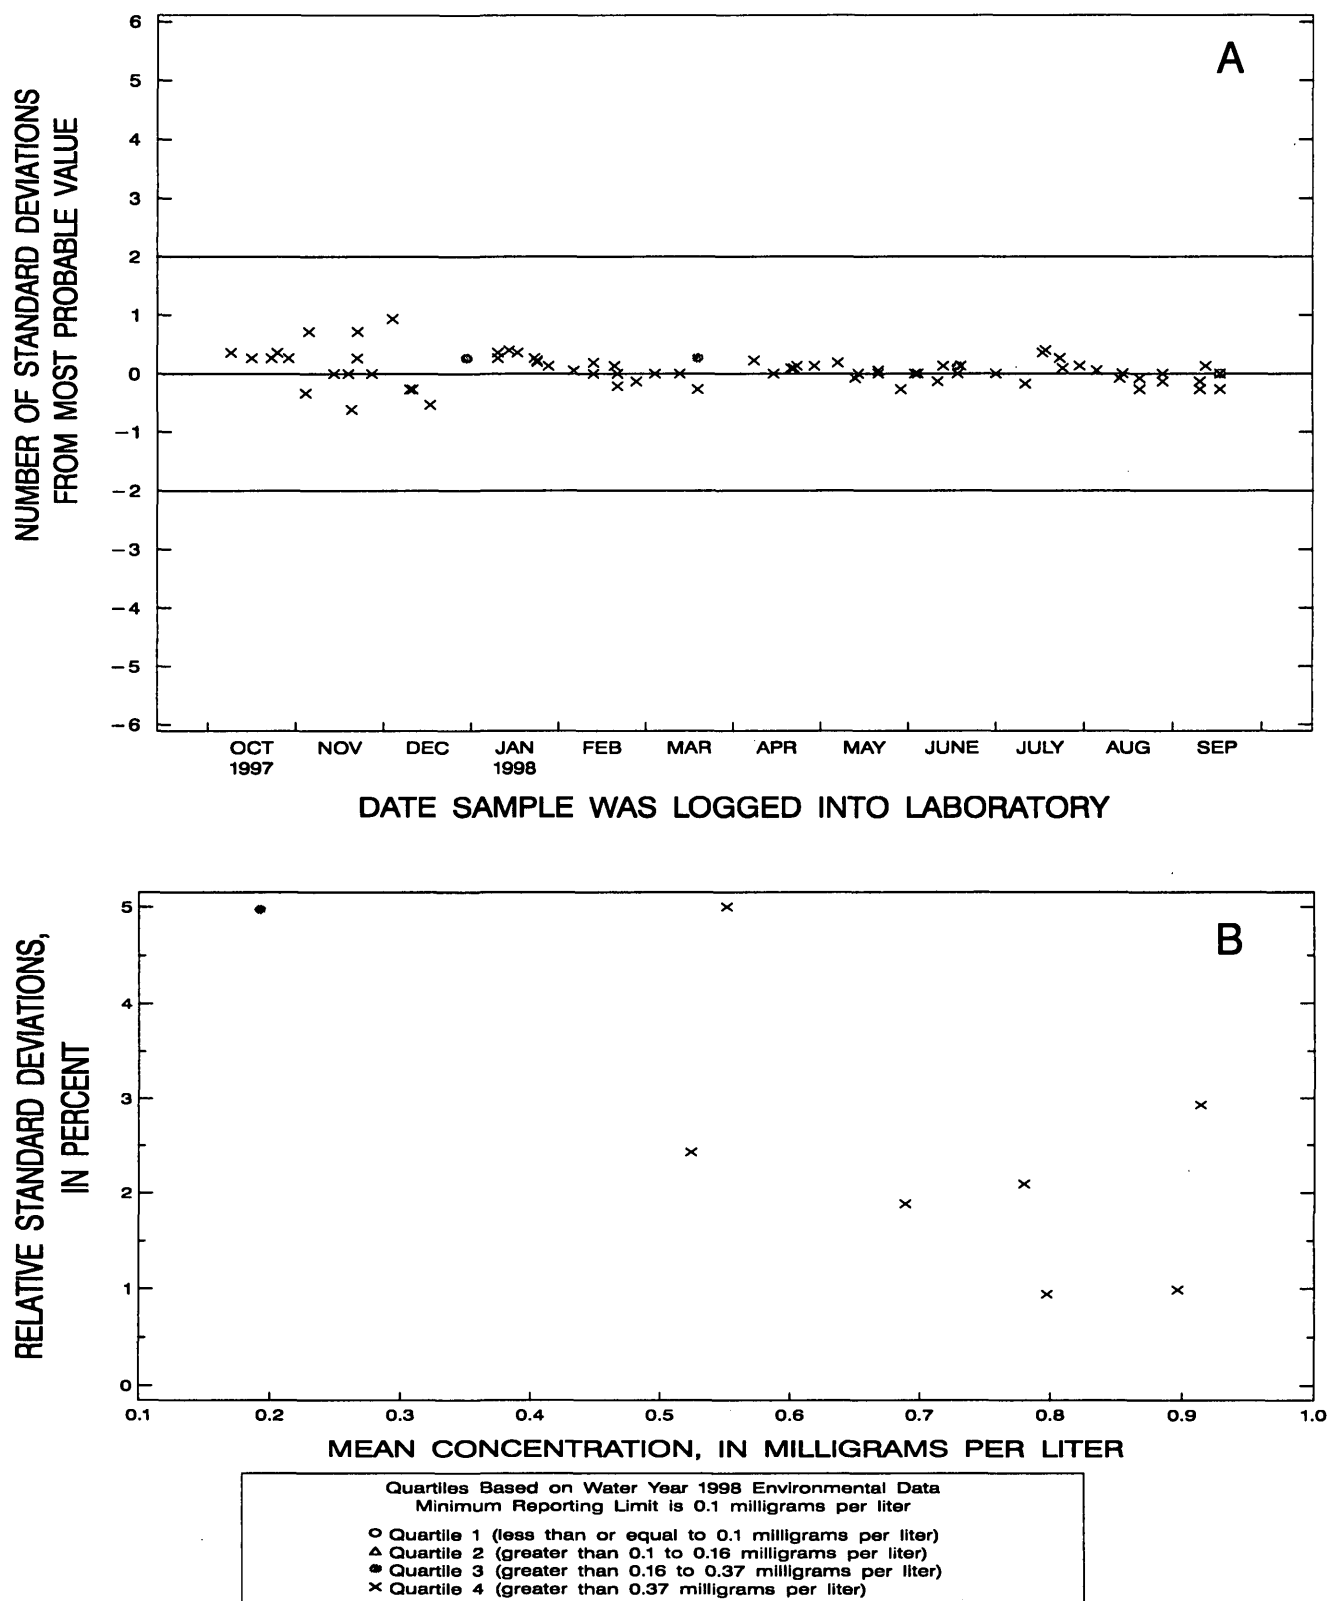 A
NUMBER OF STANDARD DEVIATIONS
FROM MOST PROBABLE VALUE
6
5
4
3
2
1
0
−1
−2
−3
−4
−5
−6
OCT NOV DEC JAN FEB MAR APR MAY JUNE JULY AUG SEP
1997 1998
DATE SAMPLE WAS LOGGED INTO LABORATORY
B
RELATIVE STANDARD DEVIATIONS,
IN PERCENT
5
4
3
2
1
0
0.1 0.2 0.3 0.4 0.5 0.6 0.7 0.8 0.9 1.0
MEAN CONCENTRATION, IN MILLIGRAMS PER LITER
Quartiles Based on Water Year 1998 Environmental Data
Minimum Reporting Limit is 0.1 milligrams per liter
Quartile 1 (less than or equal to 0.1 milligrams per liter)
Quartile 2 (greater than 0.1 to 0.16 milligrams per liter)
Quartile 3 (greater than 0.16 to 0.37 milligrams per liter)
Quartile 4 (greater than 0.37 milligrams per liter)